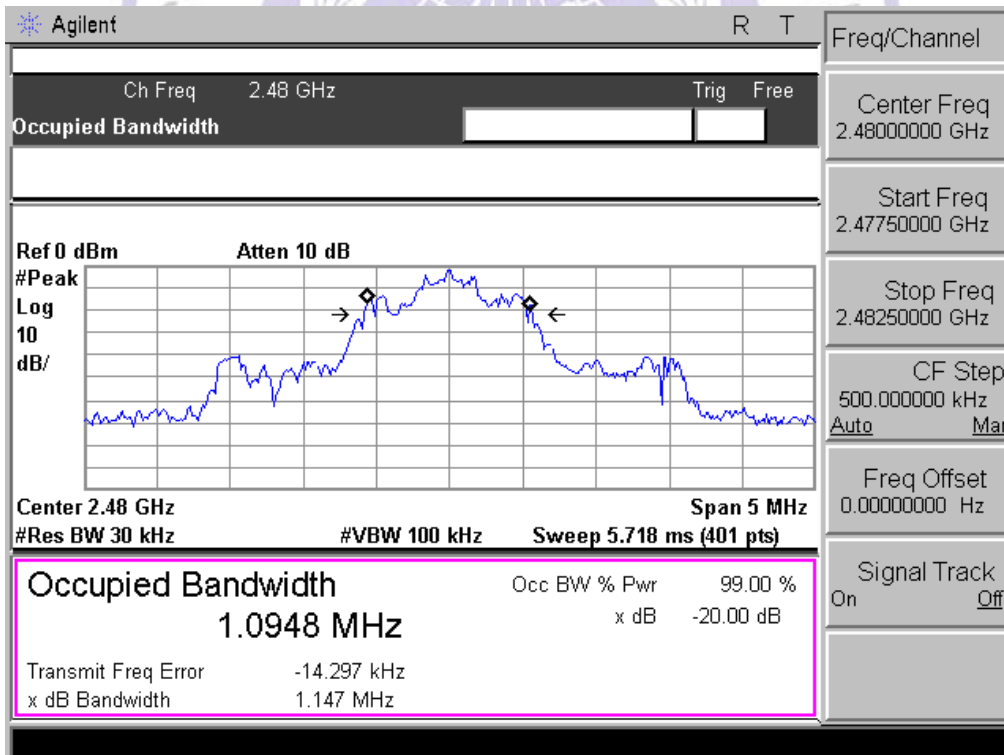 Agilent
R T
Freq/Channel
Ch Freq 2.48 GHz Trig Free
Occupied Bandwidth
Center Freq
2.48000000 GHz
Start Freq
2.47750000 GHz
Stop Freq
2.48250000 GHz
CF Step
500.000000 kHz
Auto Man
Freq Offset
0.00000000 Hz
Signal Track
On Off
Ref 0 dBm Atten 10 dB
#Peak
Log
10
dB/
Center 2.48 GHz Span 5 MHz
#Res BW 30 kHz #VBW 100 kHz Sweep 5.718 ms (401 pts)
Occupied Bandwidth
1.0948 MHz
Occ BW % Pwr 99.00 %
x dB -20.00 dB
Transmit Freq Error -14.297 kHz
x dB Bandwidth 1.147 MHz